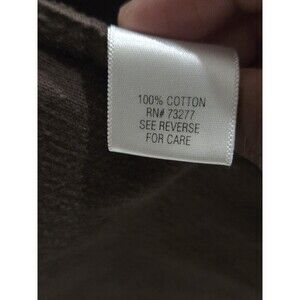 100% COTTON
RN# 73277
SEE REVERSE
FOR CARE